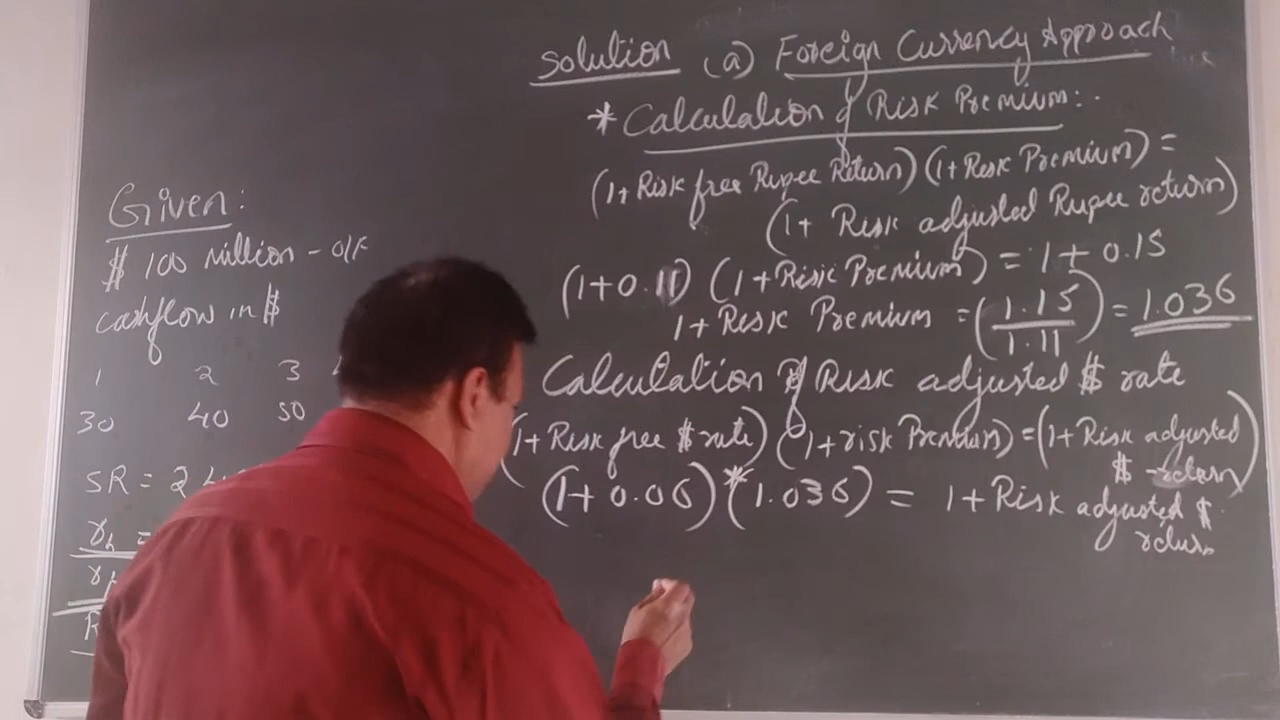 Solution (a) Foreign Currency Approach
* Calculation of Risk Premium:-
(1+Risk free Rupee Return) (1+Risk Premium) =
(1+ Risk adjusted Rupee return)
(1+0.11) (1+Risk Premium) = 1+0.15
1+Risk Premium = (1.15/1.11) = 1.036
Calculation of Risk adjusted $ rate
(1+Risk free $ rate) (1+risk Premium) = (1+Risk adjusted $ return)
(1+0.06)*(1.036) = 1+Risk adjusted $ return
Given:
$ 100 million - O/F
cashflow in $
1 2 3
30 40 50
SR =
rh =